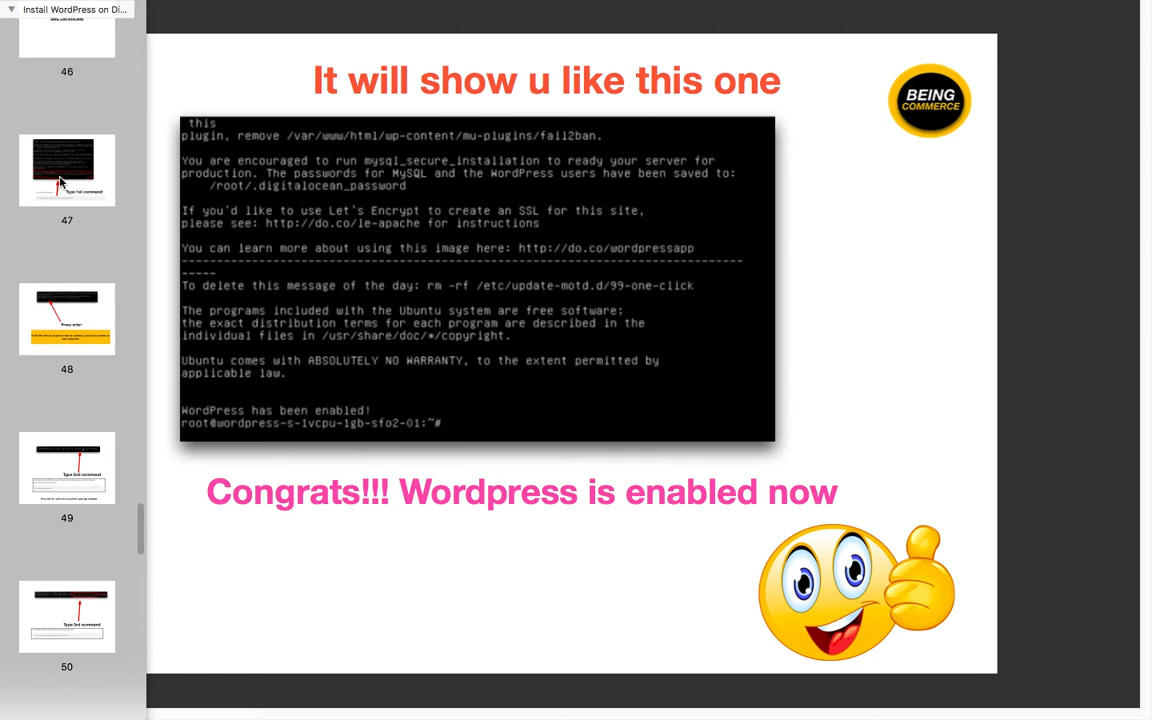 Install WordPress on Di...
46
Type 1st command
47
Press enter
48
Type 2nd command
49
Type 3rd command
50
It will show u like this one
BEING
COMMERCE
this
plugin, remove /var/www/html/wp-content/mu-plugins/fail2ban.
You are encouraged to run mysql_secure_installation to ready your server for
production. The passwords for MySQL and the WordPress users have been saved to:
/root/.digitalocean_password
If you'd like to use Let's Encrypt to create an SSL for this site,
please see: http://do.co/le-apache for instructions
You can learn more about using this image here: http://do.co/wordpressapp
--------------------------------------------------------------------------------
-----
To delete this message of the day: rm -rf /etc/update-motd.d/99-one-click
The programs included with the Ubuntu system are free software;
the exact distribution terms for each program are described in the
individual files in /usr/share/doc/*/copyright.
Ubuntu comes with ABSOLUTELY NO WARRANTY, to the extent permitted by
applicable law.
WordPress has been enabled!
root@wordpress-s-1vcpu-1gb-sfo2-01:~#
Congrats!!! Wordpress is enabled now